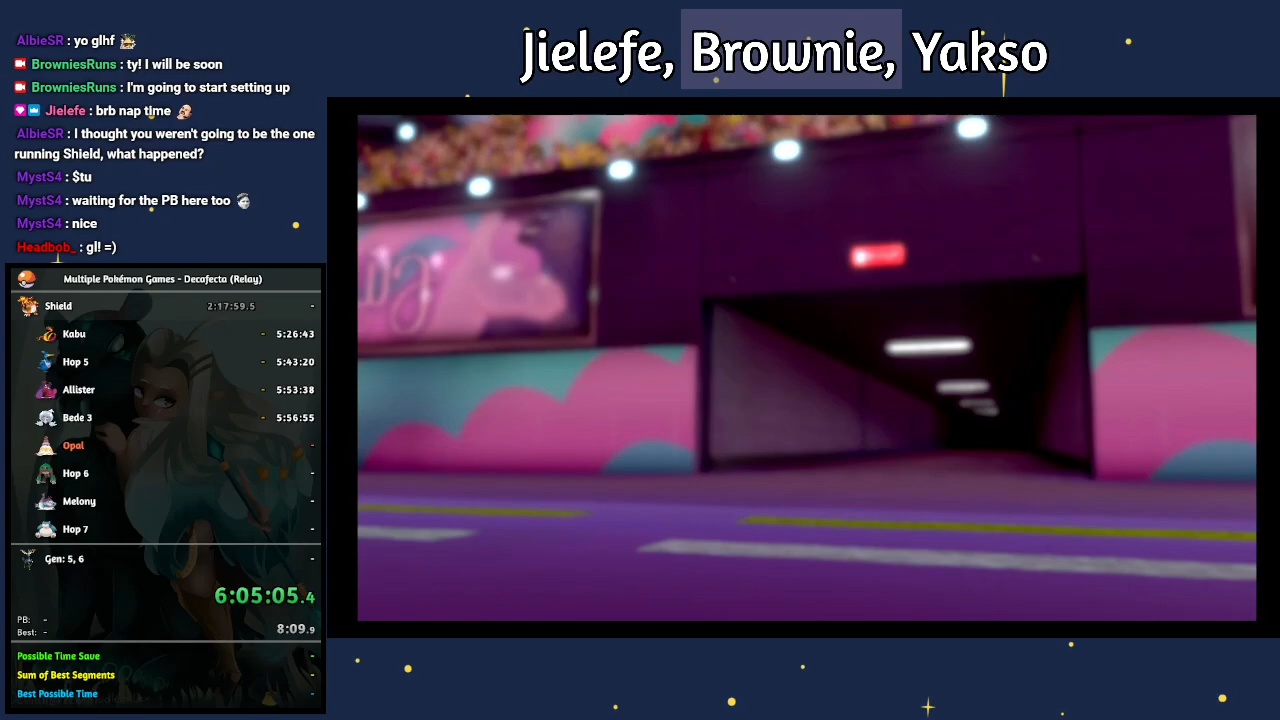 Jielefe, Brownie, Yakso
AlbieSR : yo glhf
BrowniesRuns : ty! I will be soon
BrowniesRuns : I'm going to start setting up
Jielefe : brb nap time
AlbieSR : I thought you weren't going to be the one
running Shield, what happened?
MystS4 : $tu
MystS4 : waiting for the PB here too
MystS4 : nice
Headbob_ : gl! =)
Multiple Pokémon Games - Decafecta (Relay)
Shield 2:17:59.5 -
Kabu - 5:26:43
Hop 5 - 5:43:20
Allister - 5:53:38
Bede 3 - 5:56:55
Opal -
Hop 6 -
Melony -
Hop 7 -
Gen: 5, 6 -
6:05:05.4
PB: -
Best: -
8:09.9
Possible Time Save -
Sum of Best Segments -
Best Possible Time -